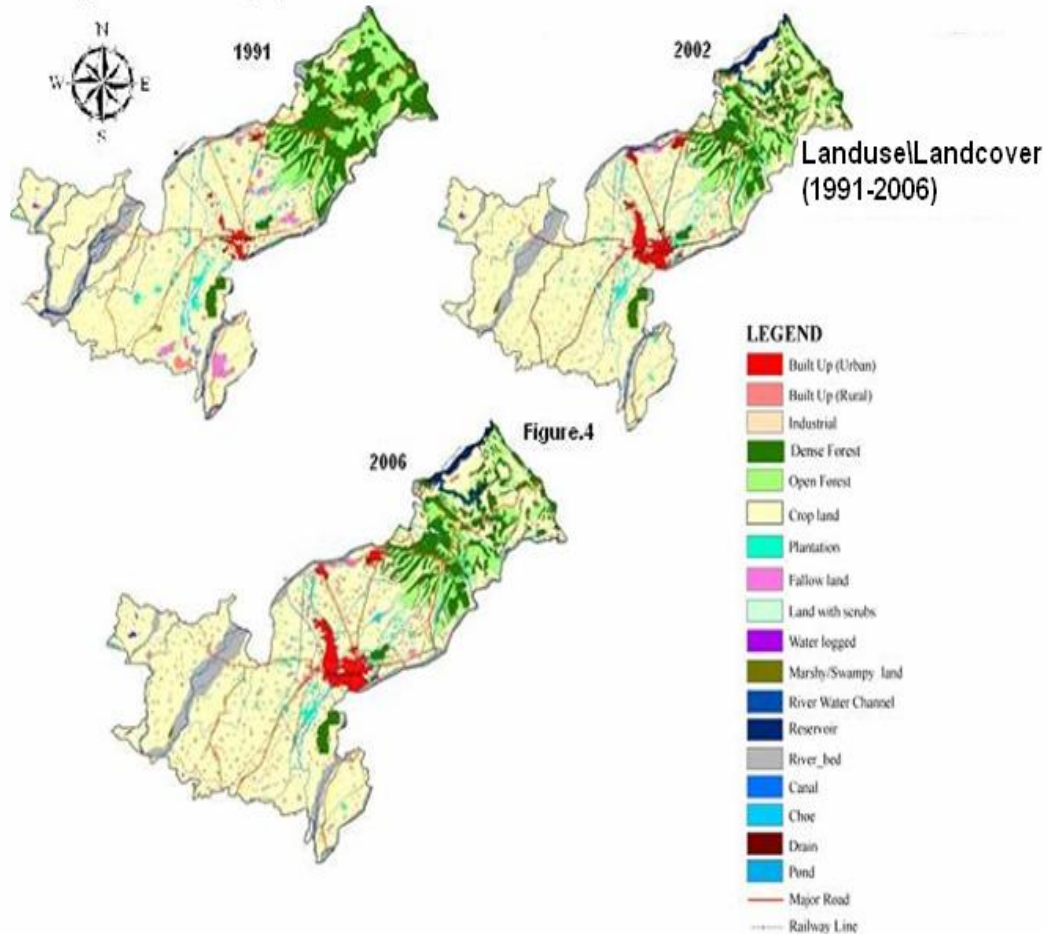 N
W E
S
1991
2002
Landuse\Landcover
(1991-2006)
2006
Figure.4
LEGEND
Built Up (Urban)
Built Up (Rural)
Industrial
Dense Forest
Open Forest
Crop land
Plantation
Fallow land
Land with scrubs
Water logged
Marshy/Swampy land
River Water Channel
Reservoir
River_bed
Canal
Choe
Drain
Pond
Major Road
Railway Line